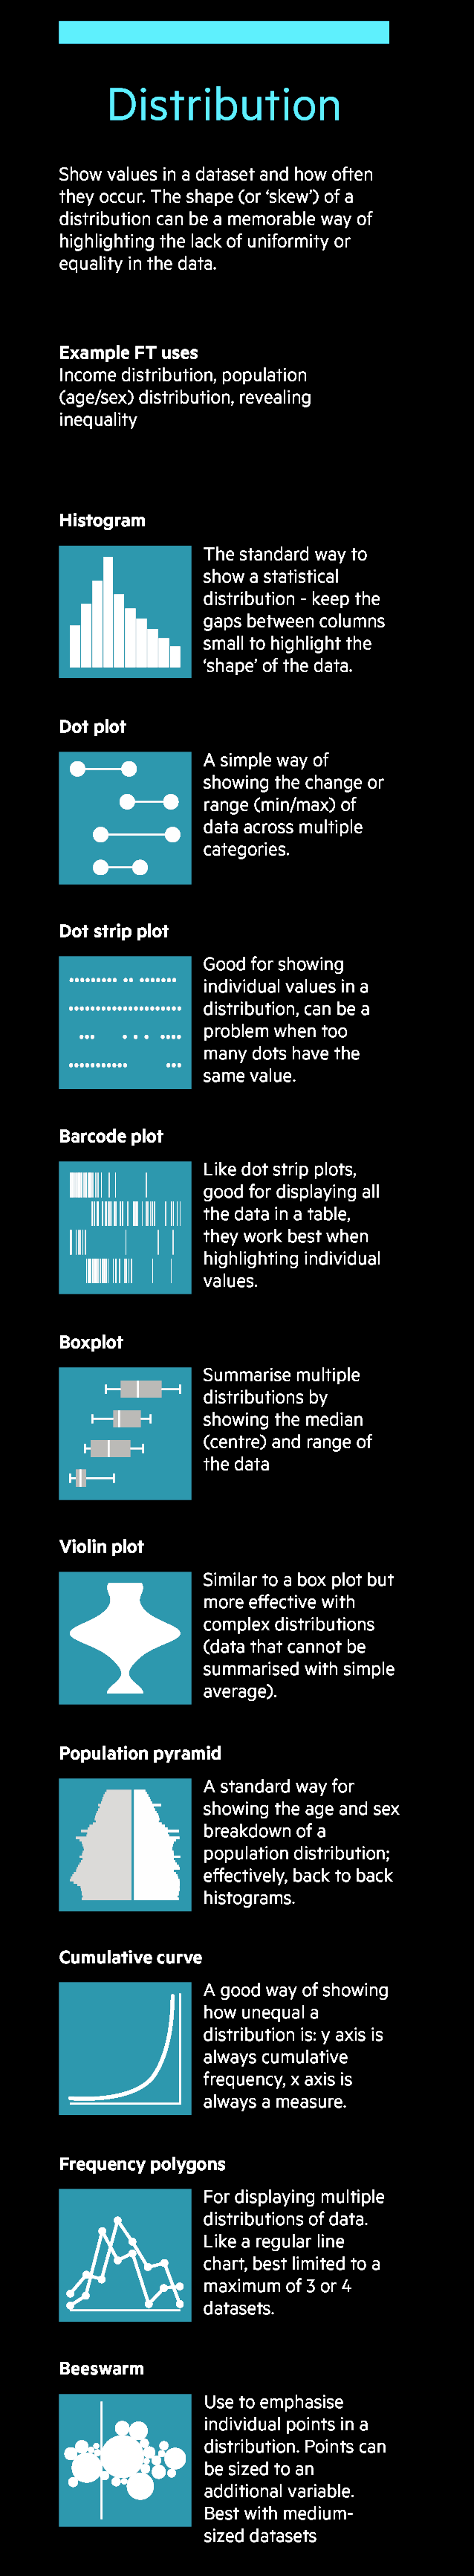 Distribution
Show values in a dataset and how often
they occur. The shape (or ‘skew’) of a
distribution can be a memorable way of
highlighting the lack of uniformity or
equality in the data.
Example FT uses
Income distribution, population
(age/sex) distribution, revealing
inequality
Histogram
The standard way to
show a statistical
distribution - keep the
gaps between columns
small to highlight the
‘shape’ of the data.
Dot plot
A simple way of
showing the change or
range (min/max) of
data across multiple
categories.
Dot strip plot
Good for showing
individual values in a
distribution, can be a
problem when too
many dots have the
same value.
Barcode plot
Like dot strip plots,
good for displaying all
the data in a table,
they work best when
highlighting individual
values.
Boxplot
Summarise multiple
distributions by
showing the median
(centre) and range of
the data
Violin plot
Similar to a box plot but
more effective with
complex distributions
(data that cannot be
summarised with simple
average).
Population pyramid
A standard way for
showing the age and sex
breakdown of a
population distribution;
effectively, back to back
histograms.
Cumulative curve
A good way of showing
how unequal a
distribution is: y axis is
always cumulative
frequency, x axis is
always a measure.
Frequency polygons
For displaying multiple
distributions of data.
Like a regular line
chart, best limited to a
maximum of 3 or 4
datasets.
Beeswarm
Use to emphasise
individual points in a
distribution. Points can
be sized to an
additional variable.
Best with medium-
sized datasets